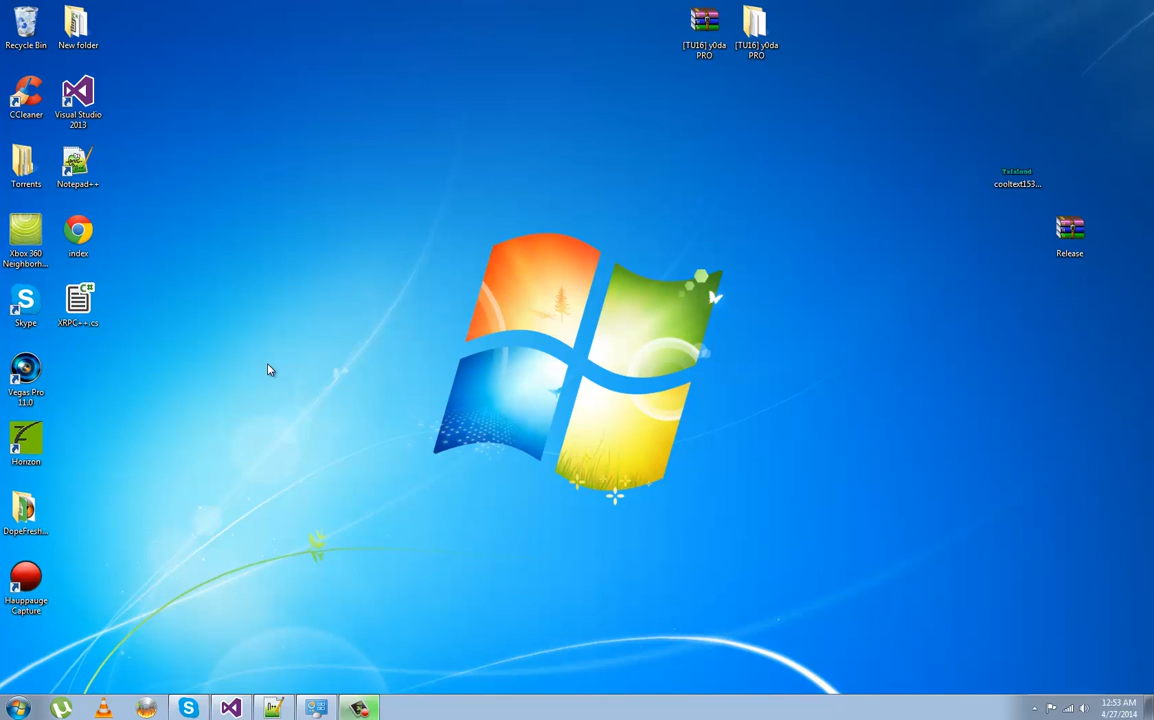 Recycle Bin
New folder
[TU16] y0da
PRO
[TU16] y0da
PRO
CCleaner
Visual Studio
2013
Torrents
Notepad++
TsIsland
cooltext153...
Xbox 360
Neighborh...
index
Release
Skype
XRPC++.cs
Vegas Pro
11.0
Horizon
DopeFresh...
Hauppauge
Capture
12:53 AM
4/27/2014